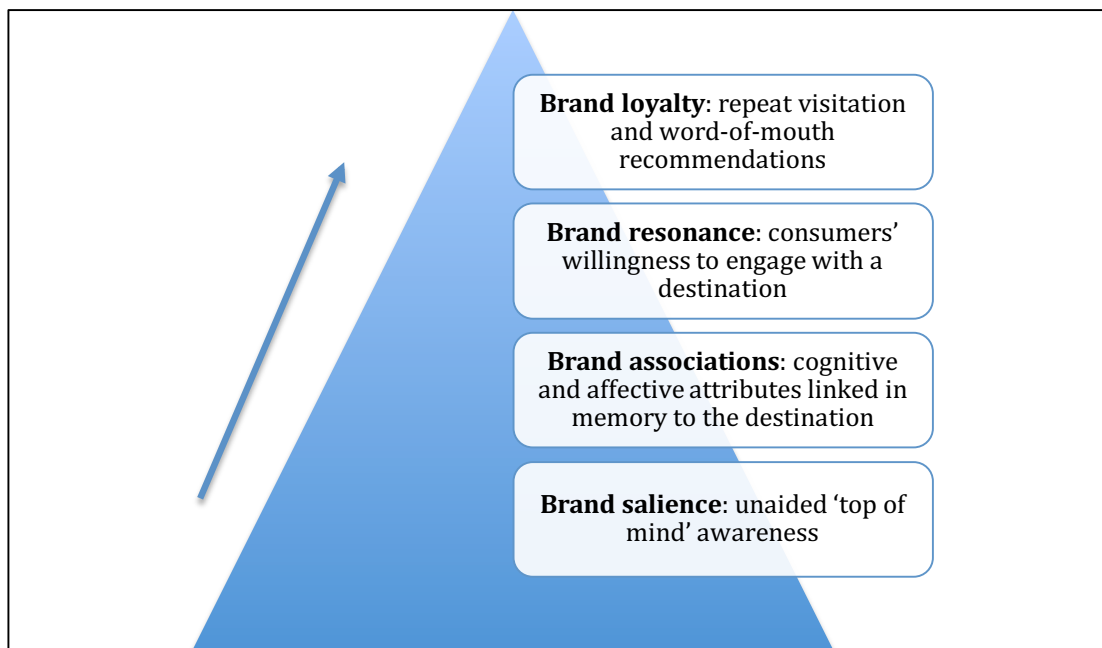 Brand loyalty: repeat visitation
and word-of-mouth
recommendations
Brand resonance: consumers’
willingness to engage with a
destination
Brand associations: cognitive
and affective attributes linked in
memory to the destination
Brand salience: unaided ‘top of
mind’ awareness